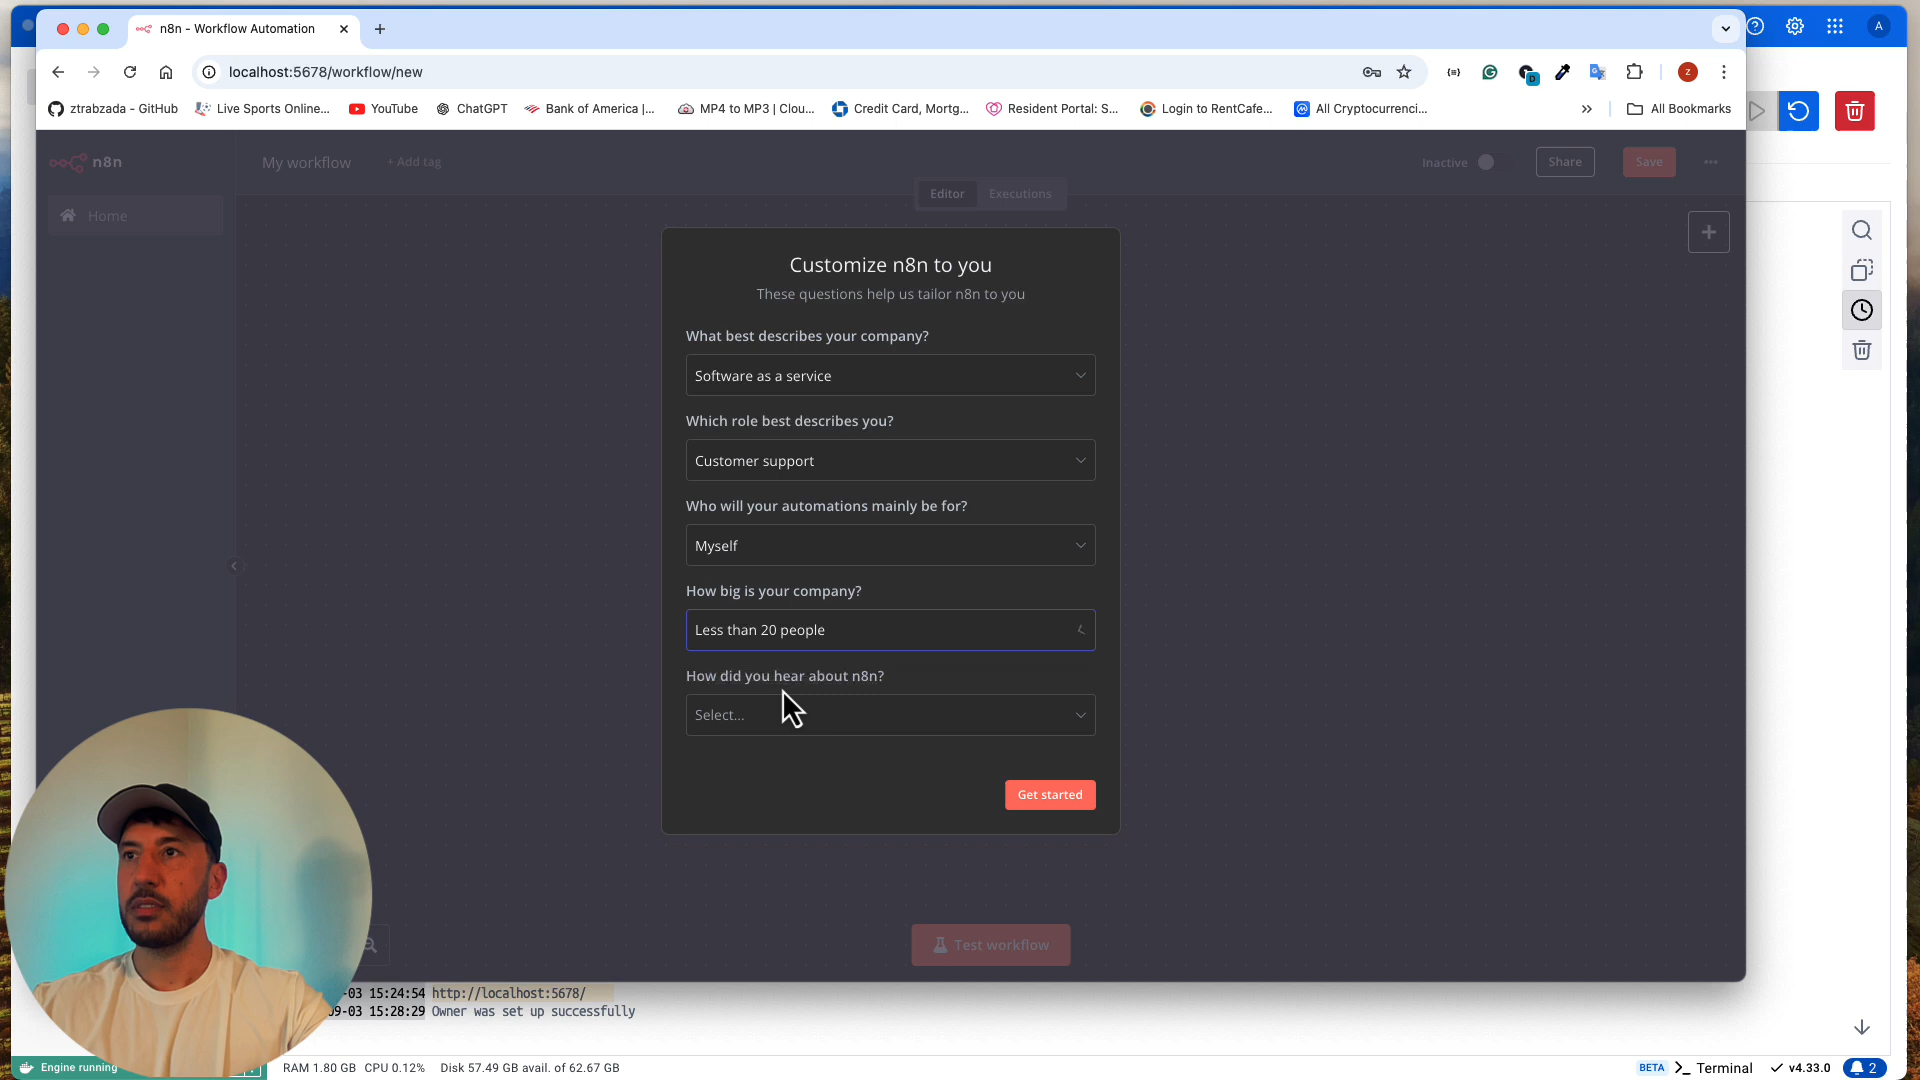 n8n - Workflow Automation
A
localhost:5678/workflow/new
D
z
ztrabzada - GitHub
Live Sports Online...
YouTube
ChatGPT
Bank of America |...
MP4 to MP3 | Clou...
Credit Card, Mortg...
Resident Portal: S...
Login to RentCafe...
All Cryptocurrenci...
All Bookmarks
n8n
My workflow
+ Add tag
Inactive
Share
Save
Editor
Executions
Home
Customize n8n to you
These questions help us tailor n8n to you
What best describes your company?
Software as a service
Which role best describes you?
Customer support
Who will your automations mainly be for?
Myself
How big is your company?
Less than 20 people
How did you hear about n8n?
Select...
Get started
Test workflow
-03 15:24:54 http://localhost:5678/
09-03 15:28:29 Owner was set up successfully
Engine running
RAM 1.80 GB CPU 0.12% Disk 57.49 GB avail. of 62.67 GB
BETA
Terminal
v4.33.0
2